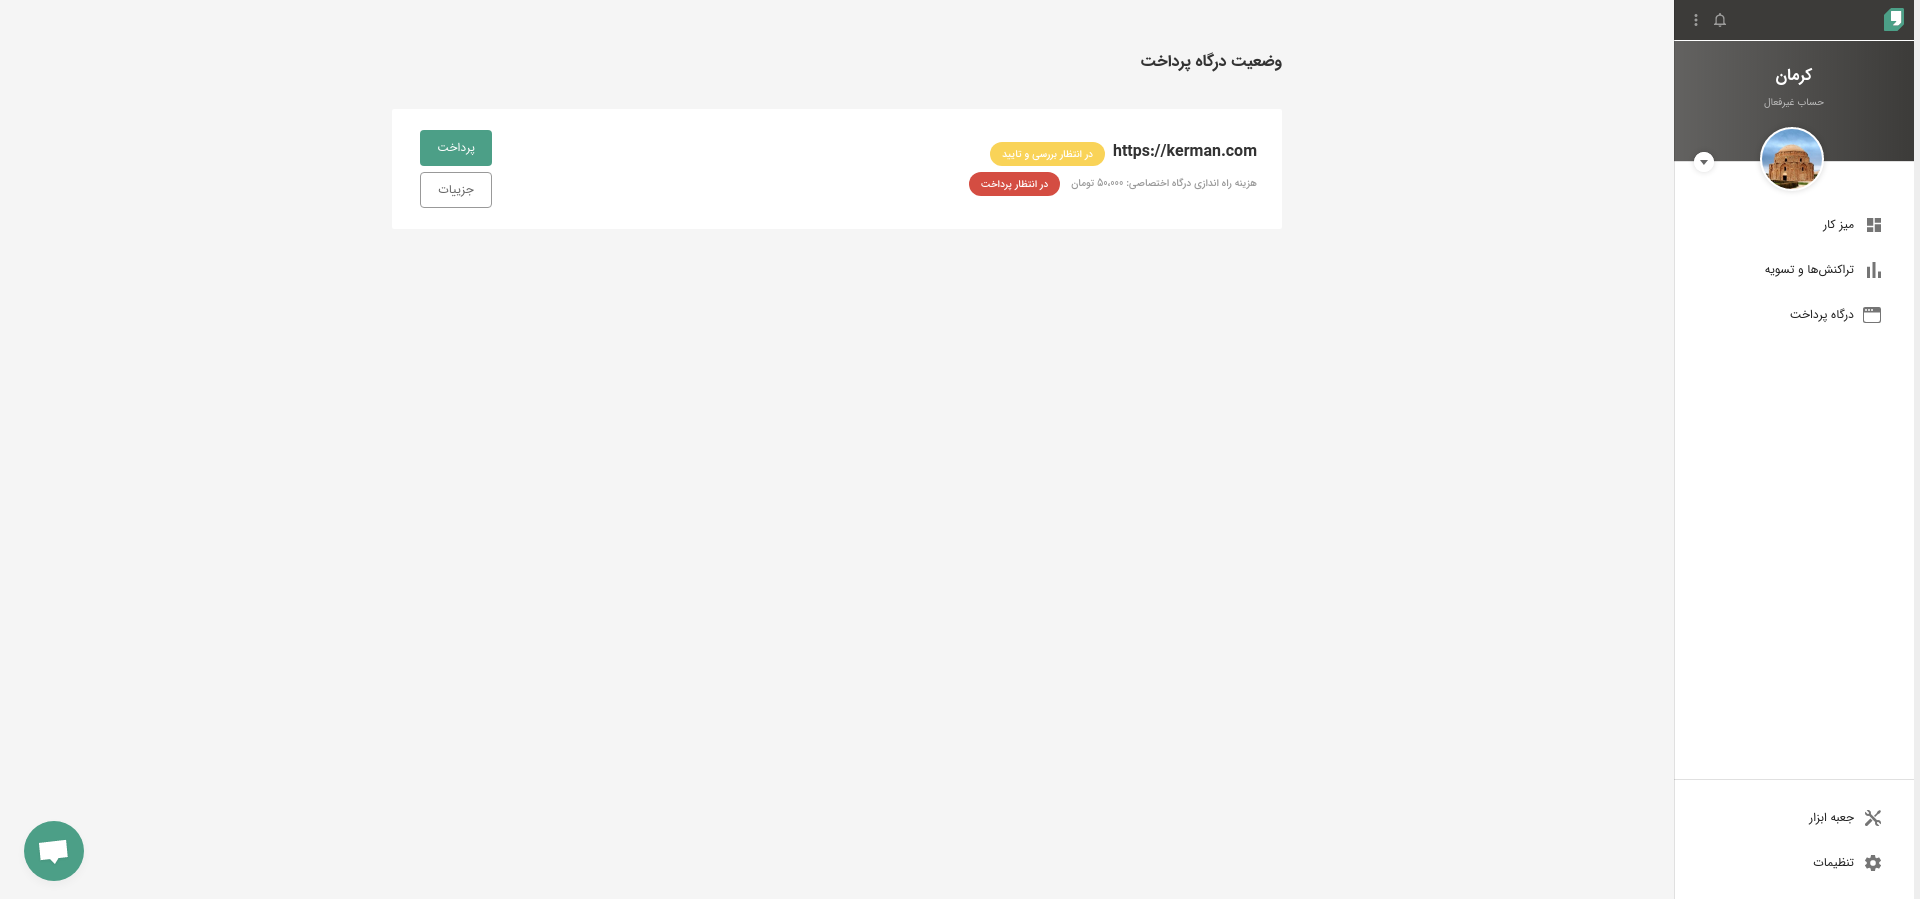 کرمان
حساب غیرفعال
میز کار
تراکنش‌ها و تسویه
درگاه پرداخت
جعبه ابزار
تنظیمات
وضعیت درگاه پرداخت
https://kerman.com در انتظار بررسی و تایید
هزینه راه اندازی درگاه اختصاصی: ۵۰،۰۰۰ تومان در انتظار پرداخت
پرداخت
جزییات